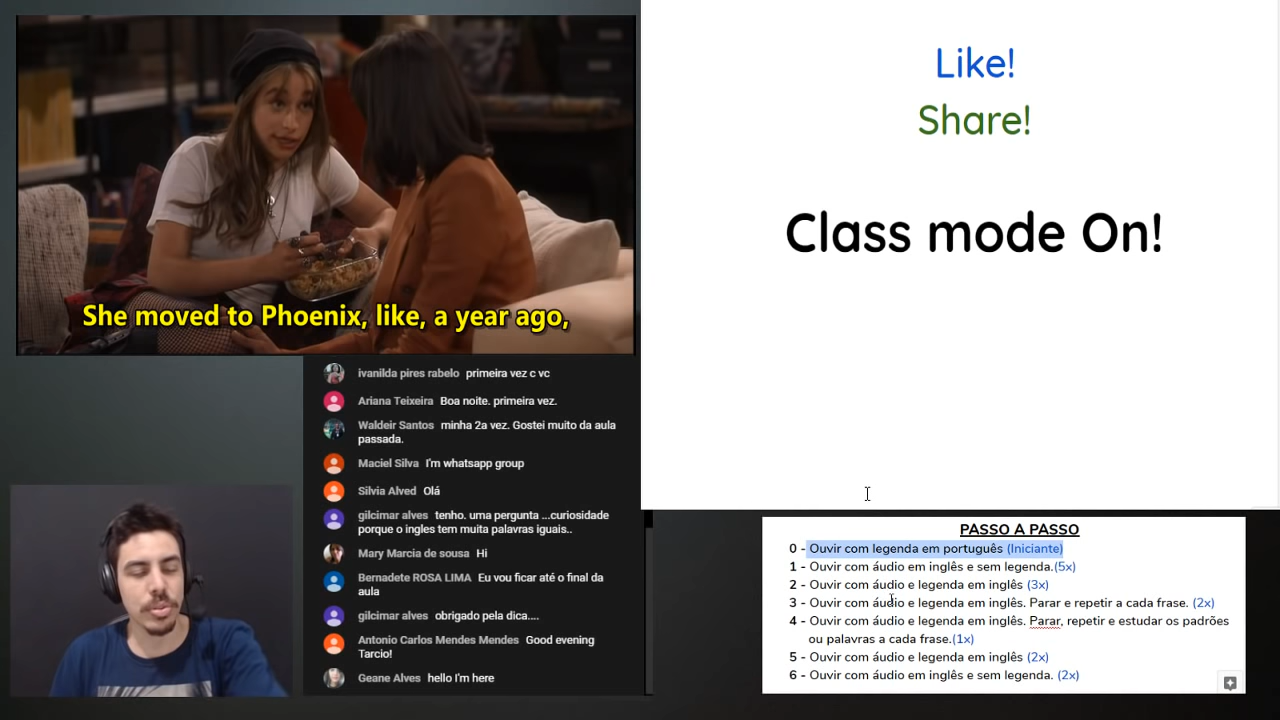 She moved to Phoenix, like, a year ago,
Like!
Share!
Class mode On!
ivanilda pires rabelo primeira vez c vc
Ariana Teixeira Boa noite. primeira vez.
Waldeir Santos minha 2a vez. Gostei muito da aula
passada.
Maciel Silva I'm whatsapp group
Silvia Alved Olá
gilcimar alves tenho. uma pergunta ...curiosidade
porque o ingles tem muita palavras iguais..
Mary Marcia de sousa Hi
Bernadete ROSA LIMA Eu vou ficar até o final da
aula
gilcimar alves obrigado pela dica....
Antonio Carlos Mendes Mendes Good evening
Tarcio!
Geane Alves hello I'm here
PASSO A PASSO
0 - Ouvir com legenda em português (Iniciante)
1 - Ouvir com áudio em inglês e sem legenda.(5x)
2 - Ouvir com áudio e legenda em inglês (3x)
3 - Ouvir com áudio e legenda em inglês. Parar e repetir a cada frase. (2x)
4 - Ouvir com áudio e legenda em inglês. Parar, repetir e estudar os padrões
ou palavras a cada frase.(1x)
5 - Ouvir com áudio e legenda em inglês (2x)
6 - Ouvir com áudio em inglês e sem legenda. (2x)